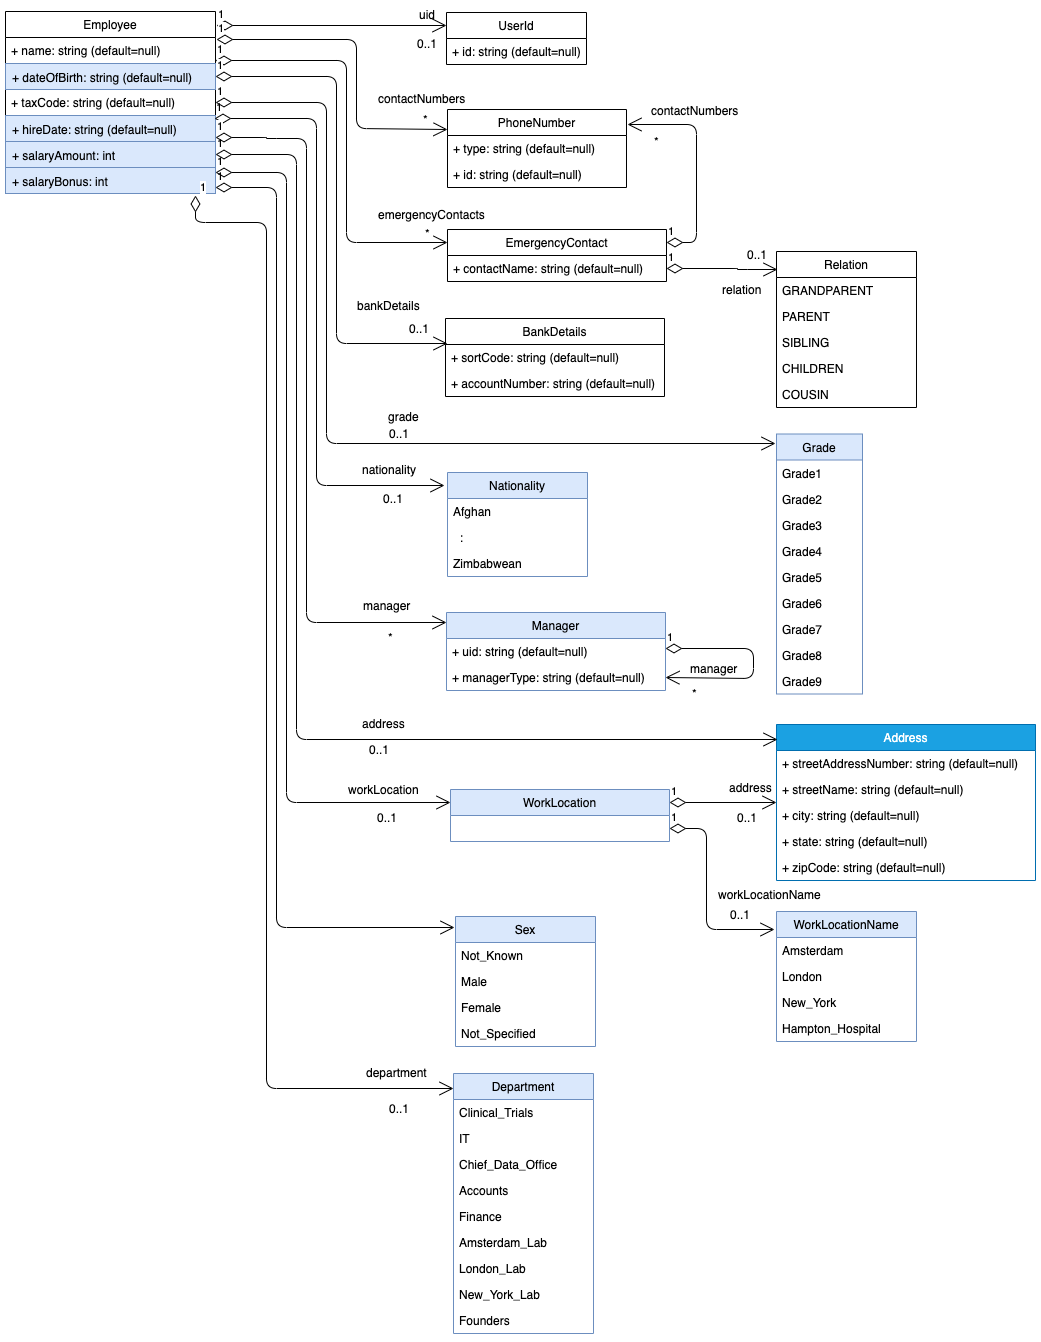 Employee
+ name: string (default=null)
+ dateOfBirth: string (default=null)
+ taxCode: string (default=null)
+ hireDate: string (default=null)
+ salaryAmount: int
+ salaryBonus: int
1
1
1
1
1
1
1
1
1
1
uid
0..1
UserId
+ id: string (default=null)
contactNumbers
*
PhoneNumber
+ type: string (default=null)
+ id: string (default=null)
contactNumbers
*
emergencyContacts
*
EmergencyContact
+ contactName: string (default=null)
1
1
0..1
relation
Relation
GRANDPARENT
PARENT
SIBLING
CHILDREN
COUSIN
bankDetails
0..1
BankDetails
+ sortCode: string (default=null)
+ accountNumber: string (default=null)
grade
0..1
Grade
Grade1
Grade2
Grade3
Grade4
Grade5
Grade6
Grade7
Grade8
Grade9
nationality
0..1
Nationality
Afghan
:
Zimbabwean
manager
*
Manager
+ uid: string (default=null)
+ managerType: string (default=null)
1
manager
*
address
0..1
Address
+ streetAddressNumber: string (default=null)
+ streetName: string (default=null)
+ city: string (default=null)
+ state: string (default=null)
+ zipCode: string (default=null)
workLocation
0..1
WorkLocation
1
address
0..1
1
workLocationName
0..1
WorkLocationName
Amsterdam
London
New_York
Hampton_Hospital
Sex
Not_Known
Male
Female
Not_Specified
department
0..1
Department
Clinical_Trials
IT
Chief_Data_Office
Accounts
Finance
Amsterdam_Lab
London_Lab
New_York_Lab
Founders